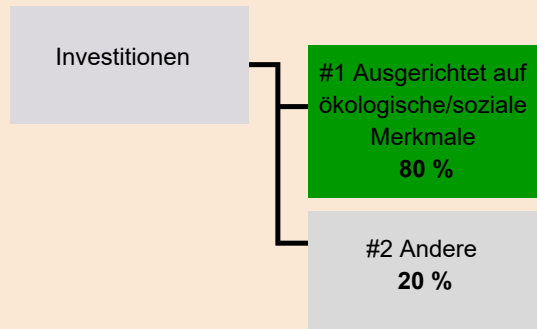 Investitionen
#1 Ausgerichtet auf
ökologische/soziale
Merkmale
80 %
#2 Andere
20 %